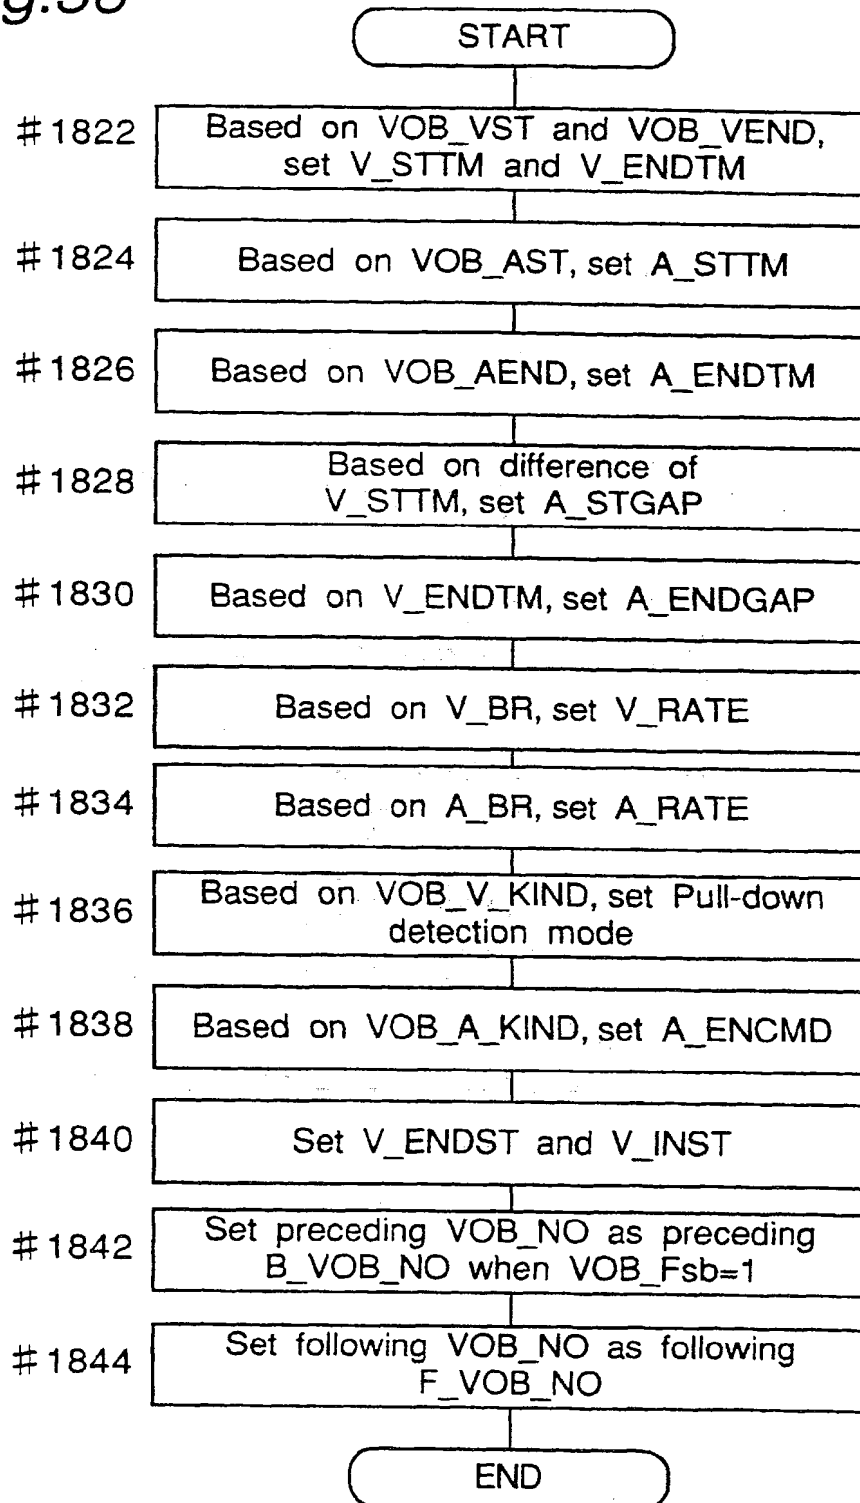 START
#1822
Based on VOB_VST and VOB_VEND,
set V_STTM and V_ENDTM
#1824
Based on VOB_AST, set A_STTM
#1826
Based on VOB_AEND, set A_ENDTM
#1828
Based on difference of
V_STTM, set A_STGAP
#1830
Based on V_ENDTM, set A_ENDGAP
#1832
Based on V_BR, set V_RATE
#1834
Based on A_BR, set A_RATE
#1836
Based on VOB_V_KIND, set Pull-down
detection mode
#1838
Based on VOB_A_KIND, set A_ENCMD
#1840
Set V_ENDST and V_INST
#1842
Set preceding VOB_NO as preceding
B_VOB_NO when VOB_Fsb=1
#1844
Set following VOB_NO as following
F_VOB_NO
END